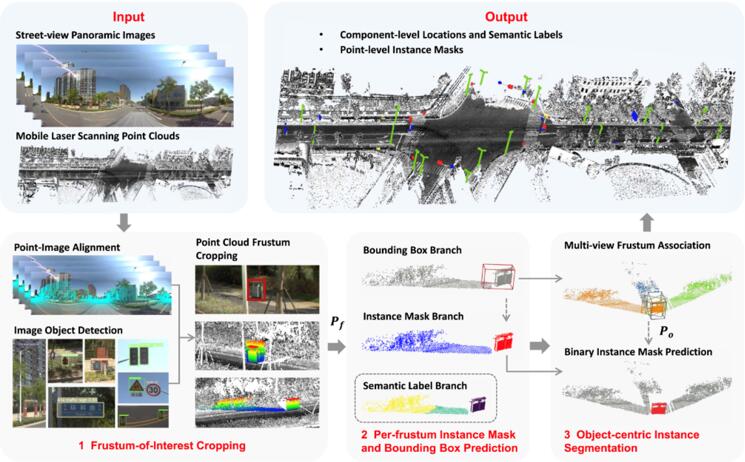 Input
Street-view Panoramic Images
Mobile Laser Scanning Point Clouds
Output
• Component-level Locations and Semantic Labels
• Point-level Instance Masks
Point-Image Alignment
Image Object Detection
30
Point Cloud Frustum
Cropping
1 Frustum-of-Interest Cropping
P_f
Bounding Box Branch
Instance Mask Branch
Semantic Label Branch
2 Per-frustum Instance Mask
and Bounding Box Prediction
Multi-view Frustum Association
P_o
Binary Instance Mask Prediction
3 Object-centric Instance
Segmentation